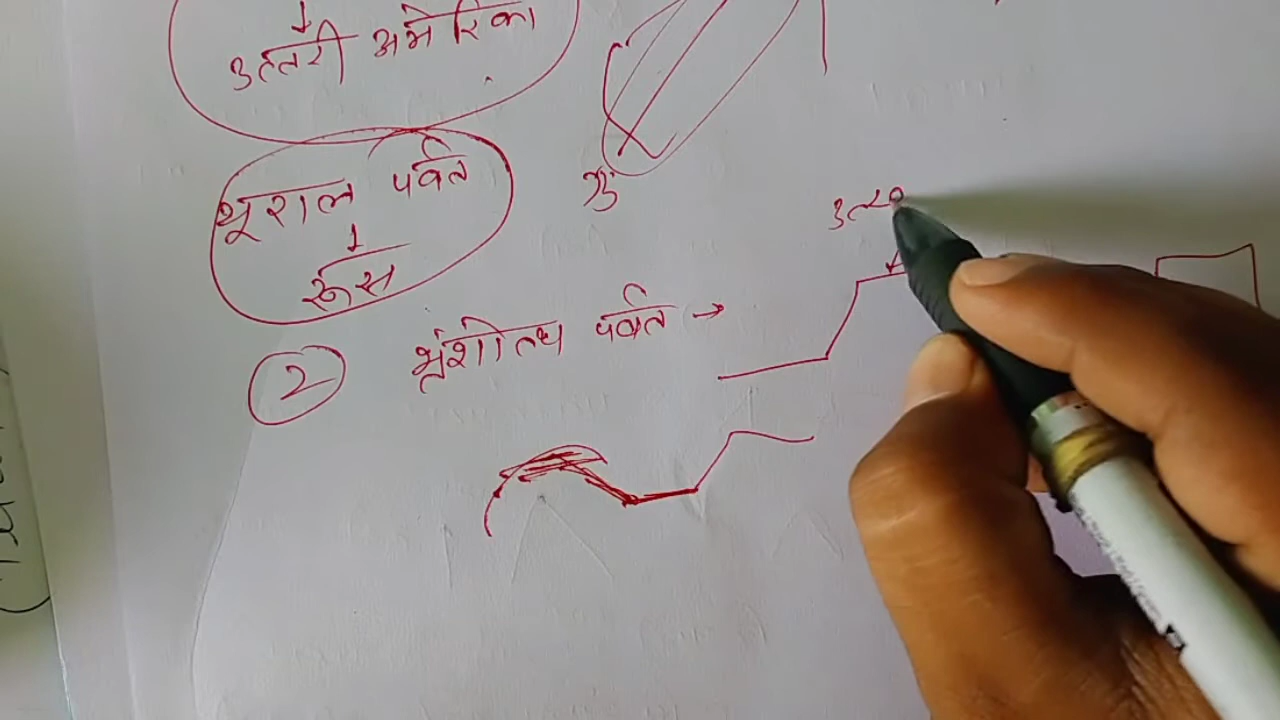 उत्तरी अमेरिका
यूराल पर्वत
रूस
2 भ्रंशोत्थ पर्वत →